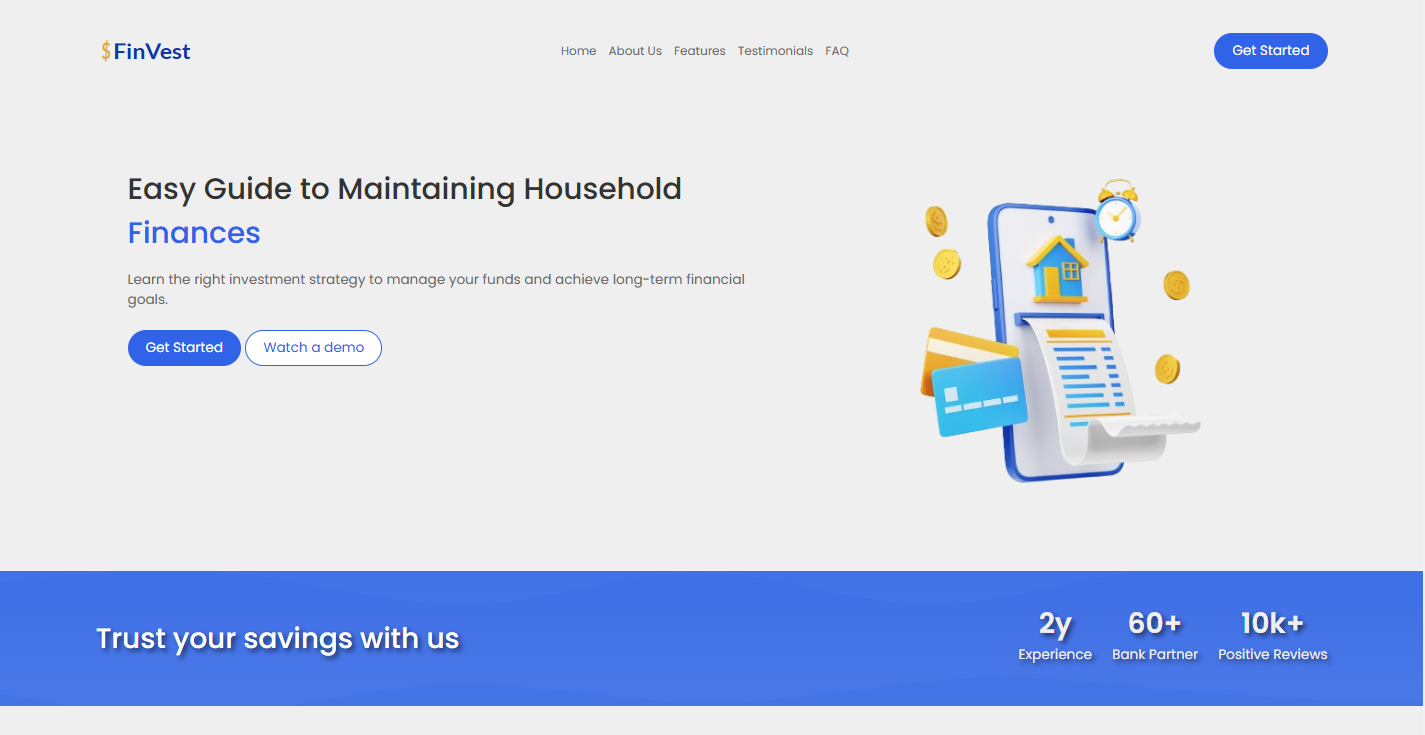 $FinVest
Home About Us Features Testimonials FAQ
Get Started
Easy Guide to Maintaining Household
Finances
Learn the right investment strategy to manage your funds and achieve long-term financial
goals.
Get Started
Watch a demo
Trust your savings with us
2y
Experience
60+
Bank Partner
10k+
Positive Reviews